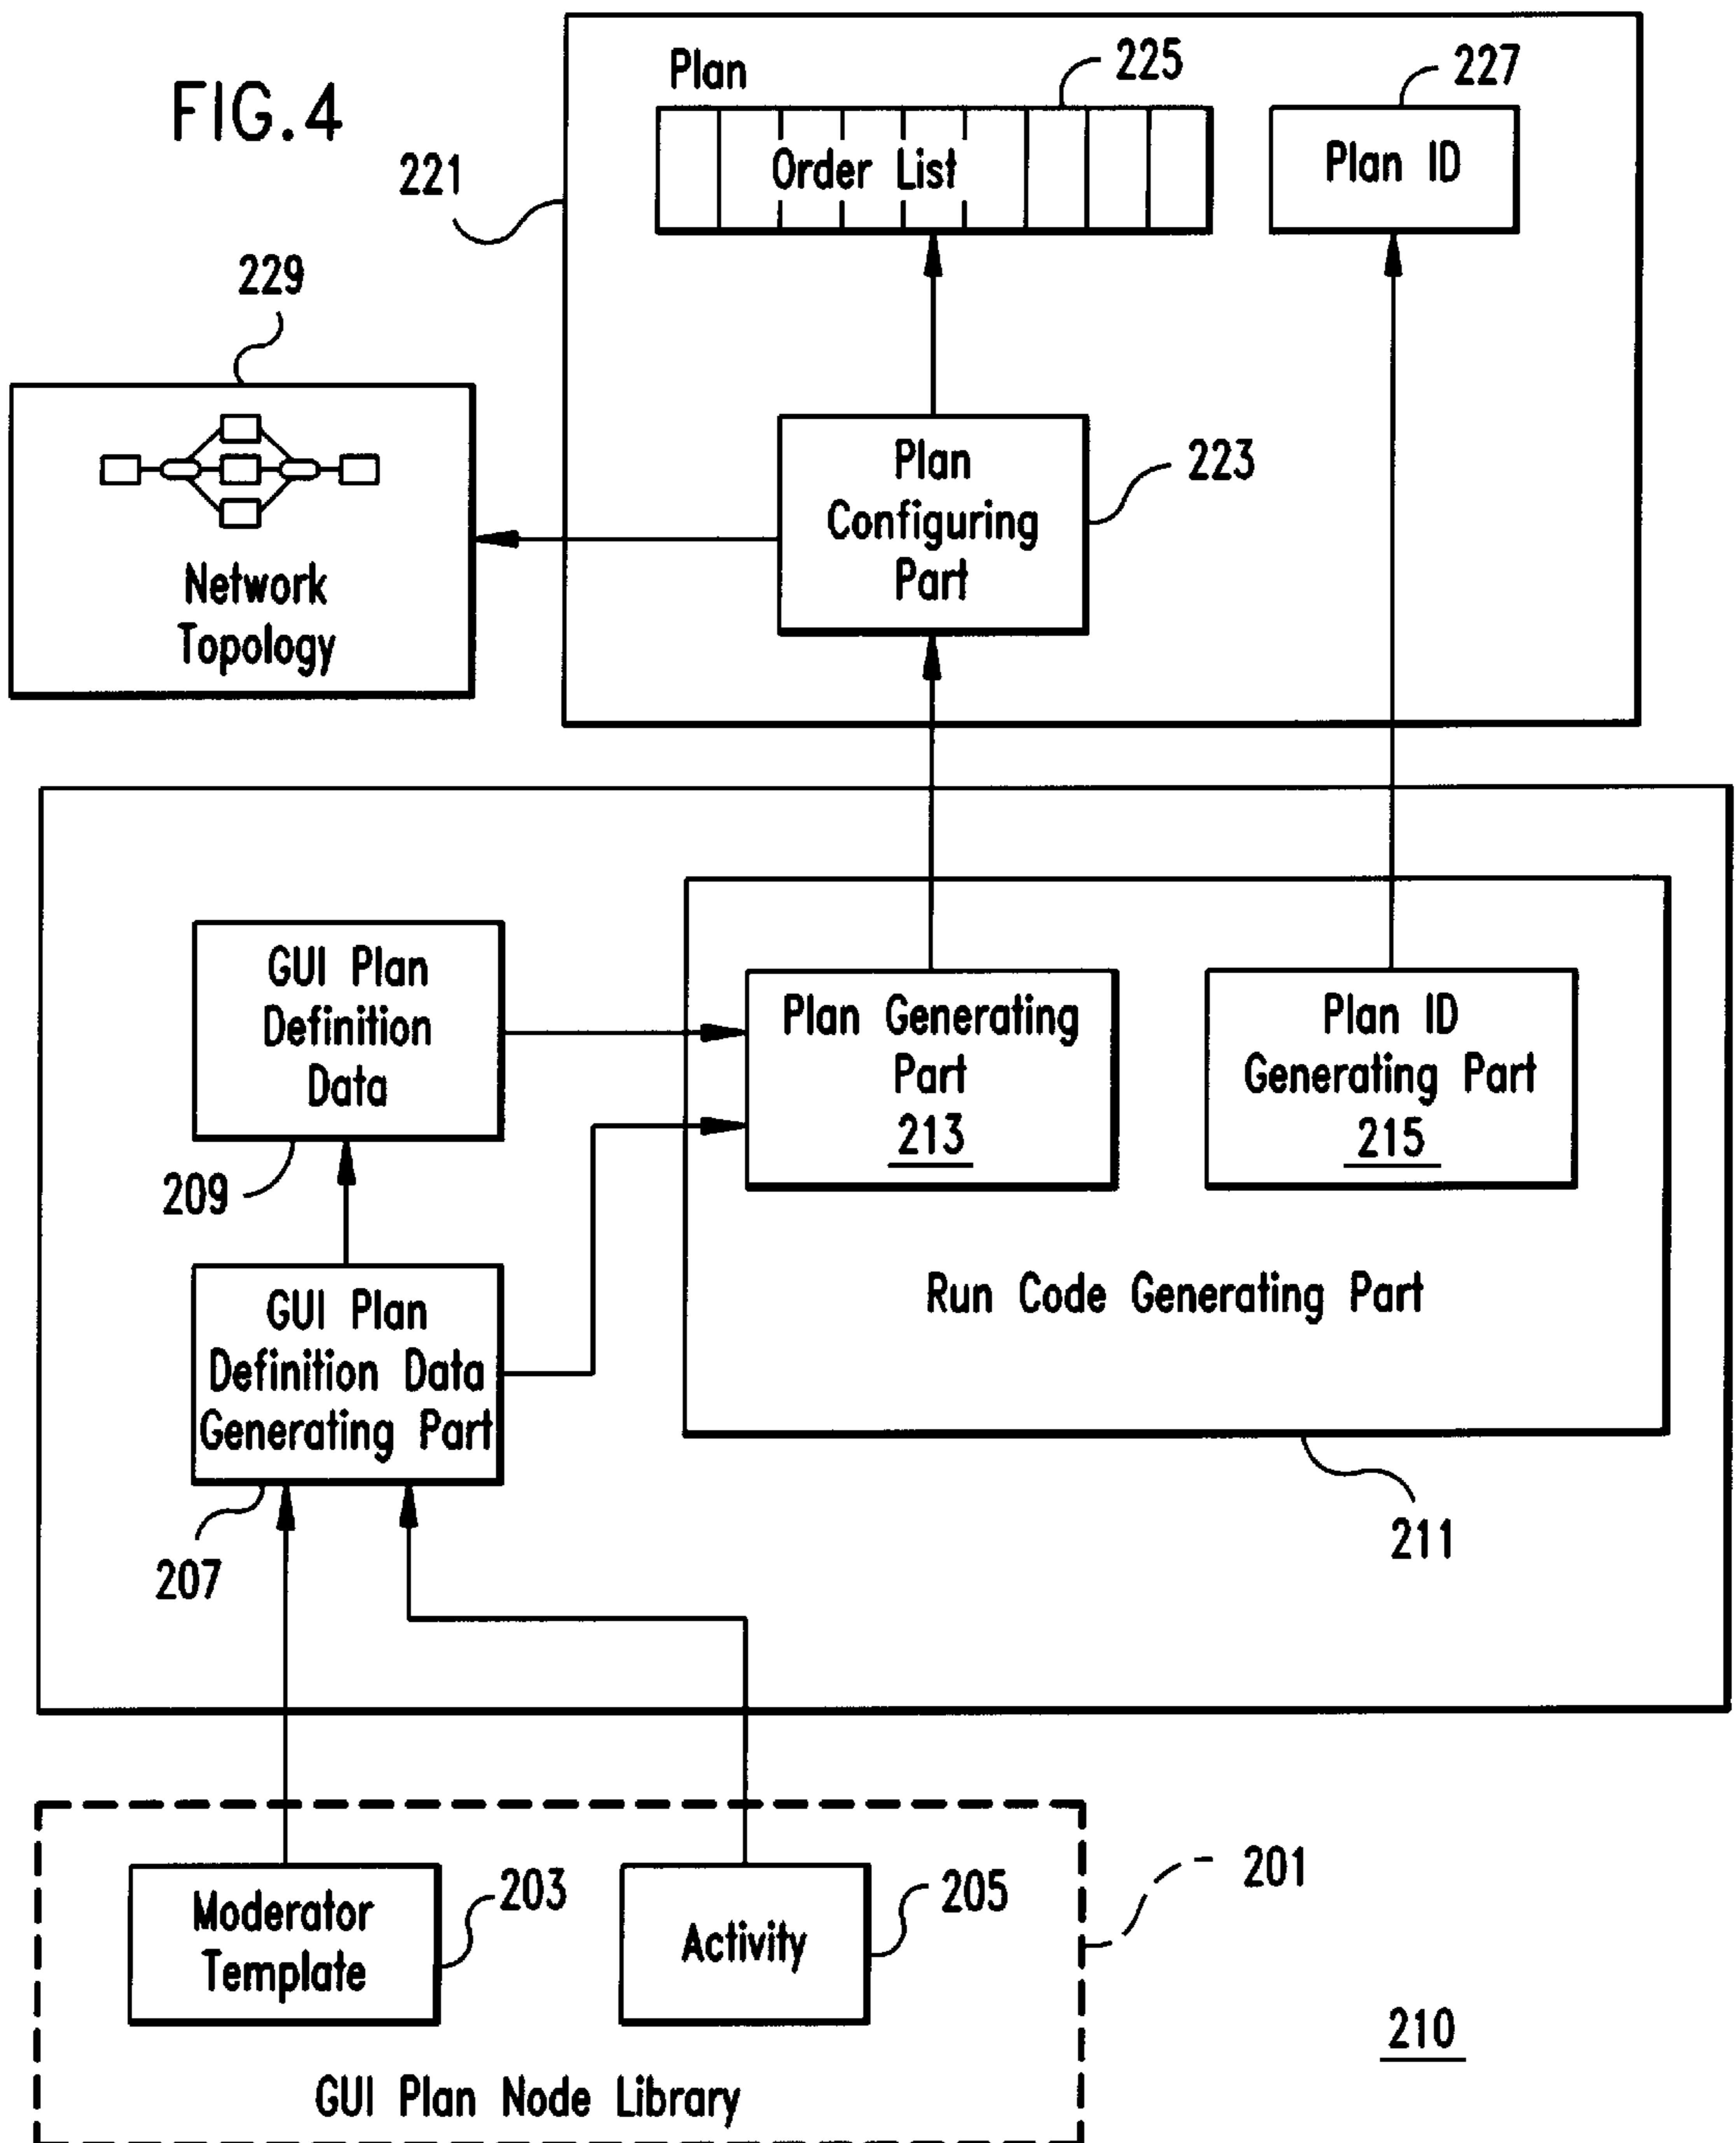 FIG.4
Plan
225
227
Order List
Plan ID
221
229
Plan
Configuring
Part
223
Network
Topology
GUI Plan
Definition
Data
209
Plan Generating
Part
213
Plan ID
Generating Part
215
GUI Plan
Definition Data
Generating Part
207
Run Code Generating Part
211
Moderator
Template
203
Activity
205
201
GUI Plan Node Library
210